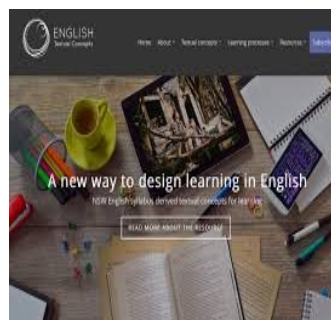 ENGLISH
Textual Concepts
Home About Textual concepts Learning processes Resources Subscribe
A new way to design learning in English
NSW English syllabus derived textual concepts for learning
READ MORE ABOUT THE RESOURCE